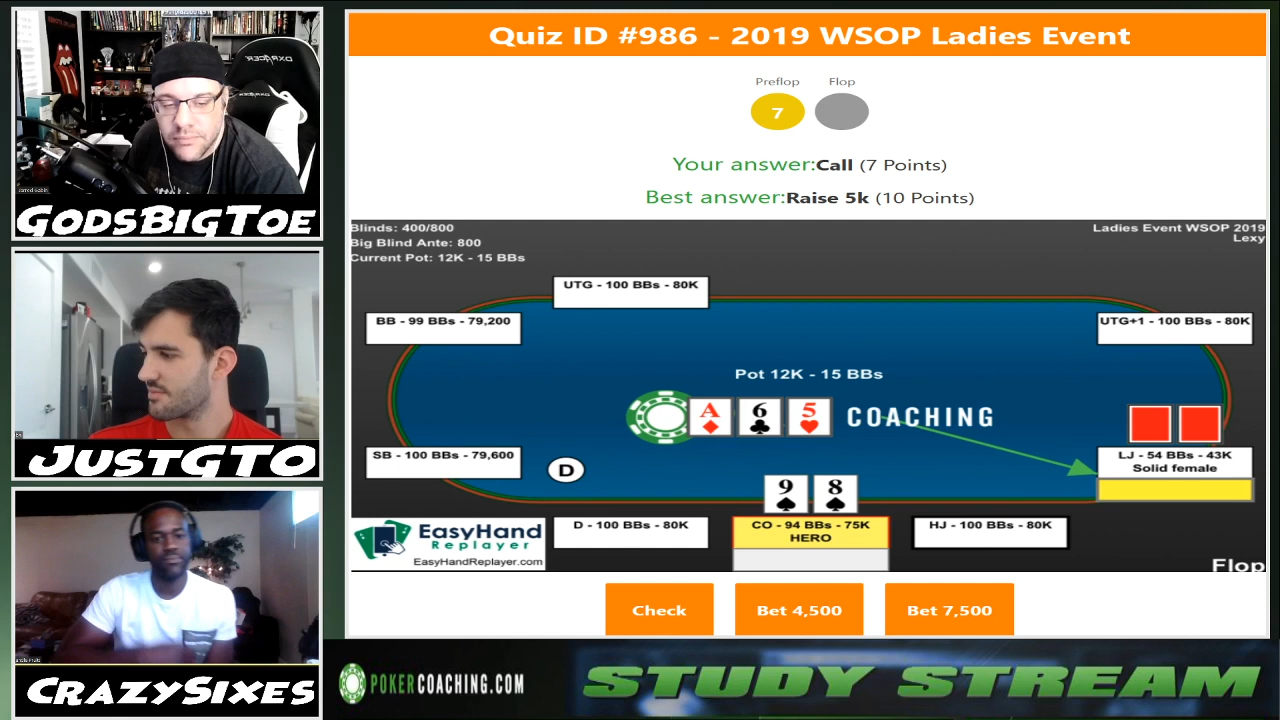 Quiz ID #986 - 2019 WSOP Ladies Event
Preflop Flop
7
Your answer:Call (7 Points)
Best answer:Raise 5k (10 Points)
Blinds: 400/800
Big Blind Ante: 800
Current Pot: 12K - 15 BBs
Ladies Event WSOP 2019
Lexy
UTG - 100 BBs - 80K
BB - 99 BBs - 79,200
UTG+1 - 100 BBs - 80K
Pot 12K - 15 BBs
A 6 5
COACHING
SB - 100 BBs - 79,600
D
LJ - 54 BBs - 43K
Solid female
9 8
D - 100 BBs - 80K
CO - 94 BBs - 75K
HERO
HJ - 100 BBs - 80K
EasyHand
Replayer
EasyHandReplayer.com
Flop
Check
Bet 4,500
Bet 7,500
GODSBIGTOE
JUSTGTO
CRAZYSIXES
DXRACER
POKERCOACHING.COM
STUDY STREAM